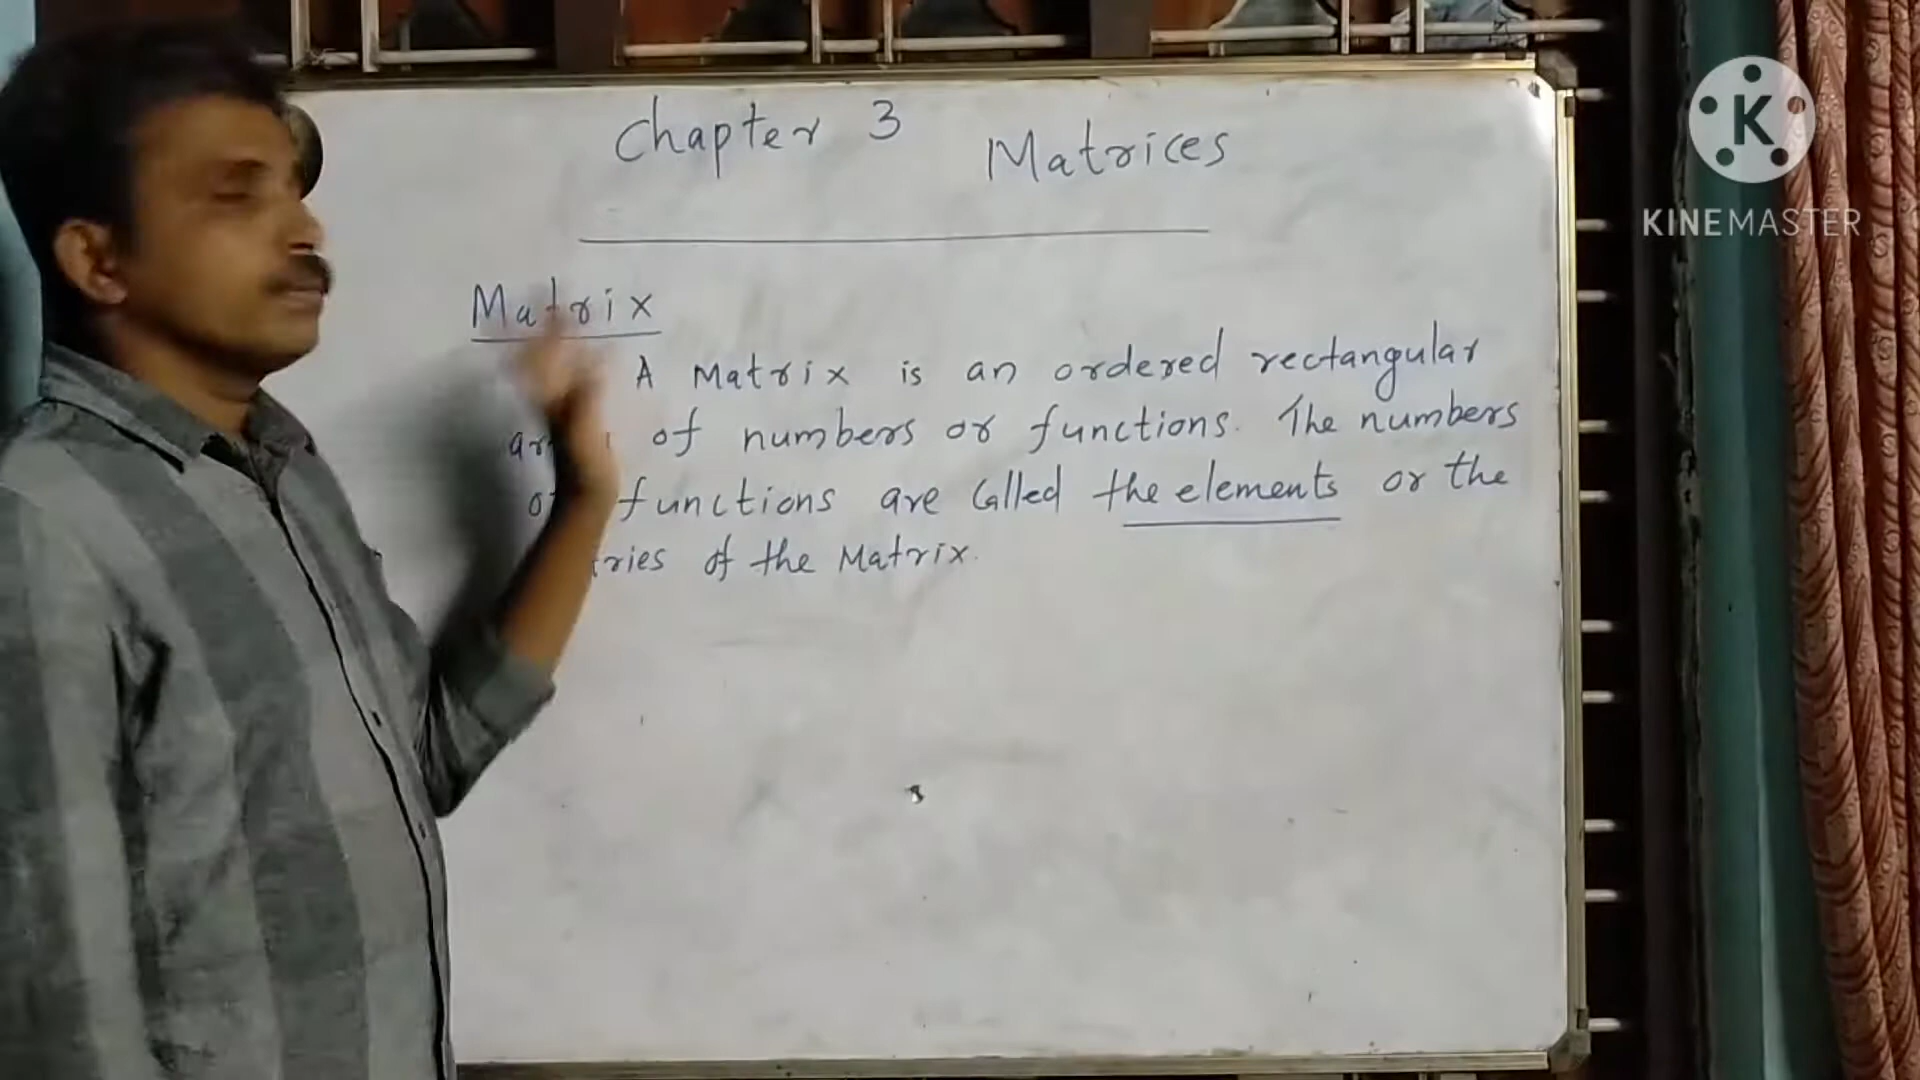 Chapter 3 Matrices
Matrix
A Matrix is an ordered rectangular
of numbers or functions. The numbers
functions are Called the elements or the
of the Matrix.
K
KINEMASTER